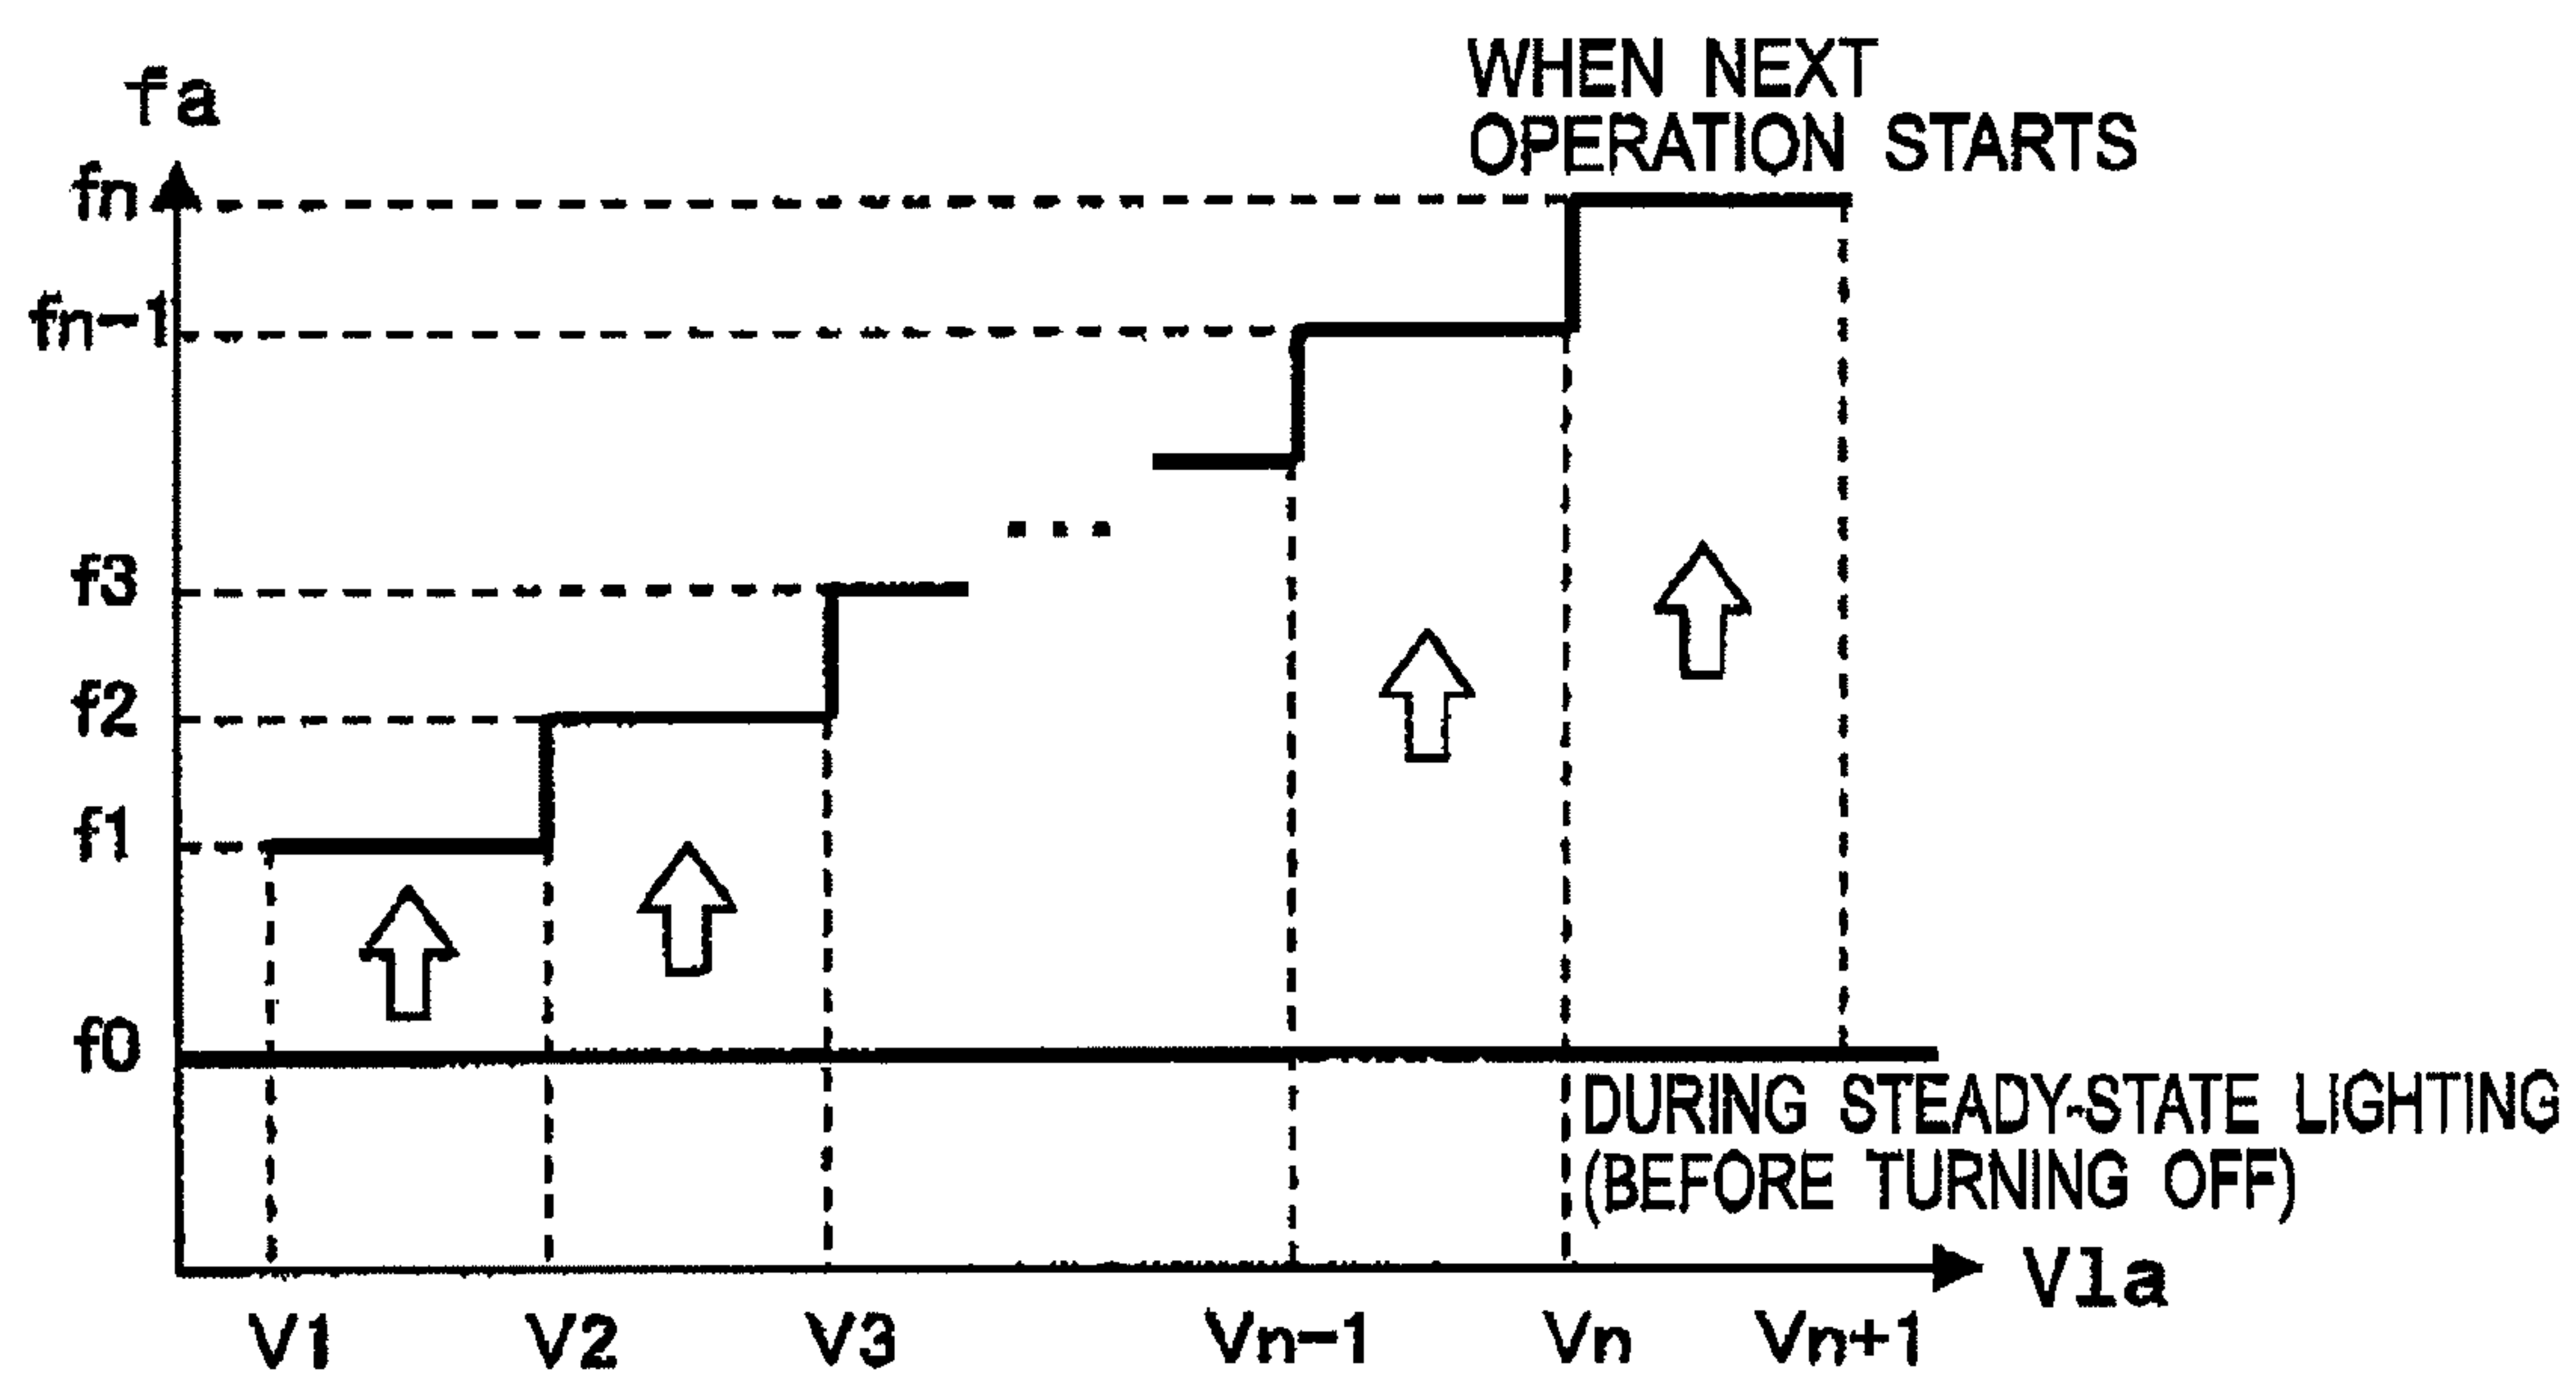 WHEN NEXT
OPERATION STARTS
fa
fn
fn-1
f3
...
f2
f1
f0
DURING STEADY-STATE LIGHTING
(BEFORE TURNING OFF)
Vla
V1 V2 V3 Vn-1 Vn Vn+1